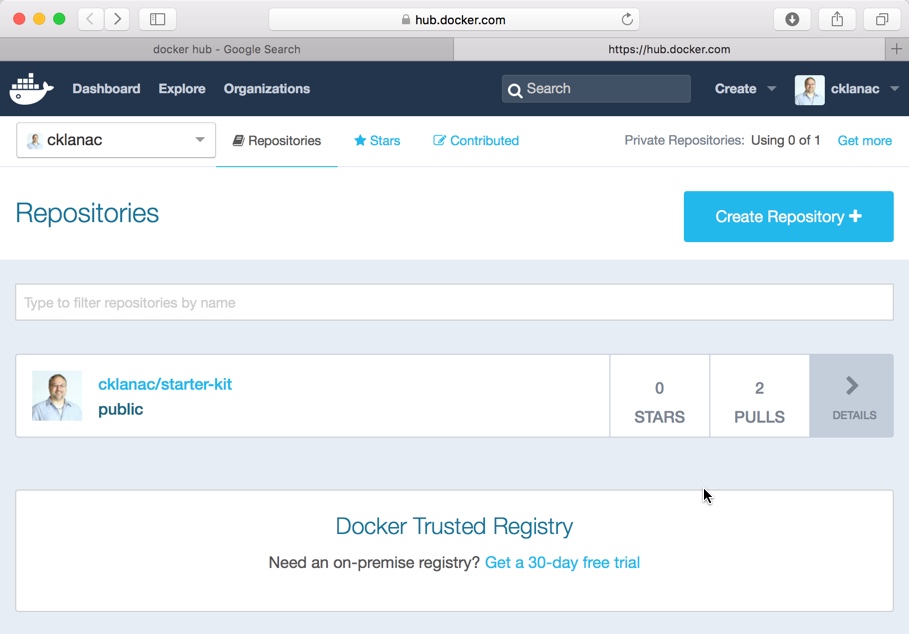 hub.docker.com
docker hub - Google Search
https://hub.docker.com
Dashboard Explore Organizations Search Create cklanac
cklanac Repositories Stars Contributed Private Repositories: Using 0 of 1 Get more
Repositories
Create Repository
Type to filter repositories by name
cklanac/starter-kit
public
0
STARS
2
PULLS
DETAILS
Docker Trusted Registry
Need an on-premise registry? Get a 30-day free trial